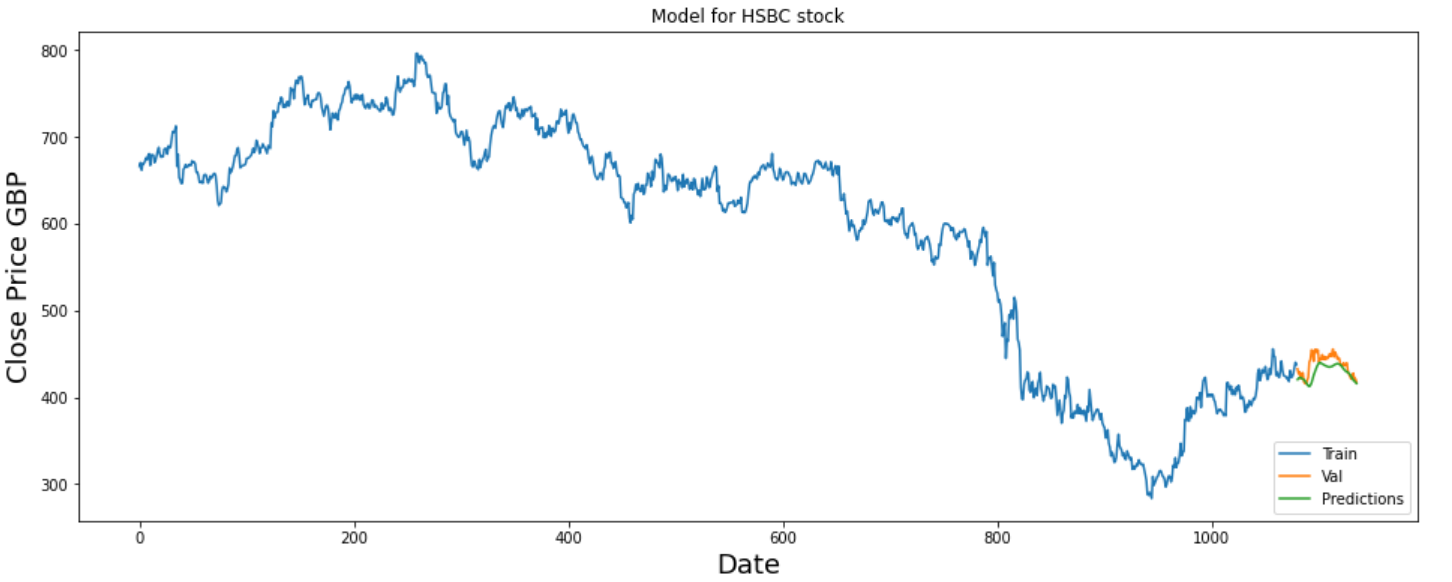 Model for HSBC stock
Close Price GBP
800
700
600
500
400
300
0 200 400 600 800 1000
Date
Train
Val
Predictions